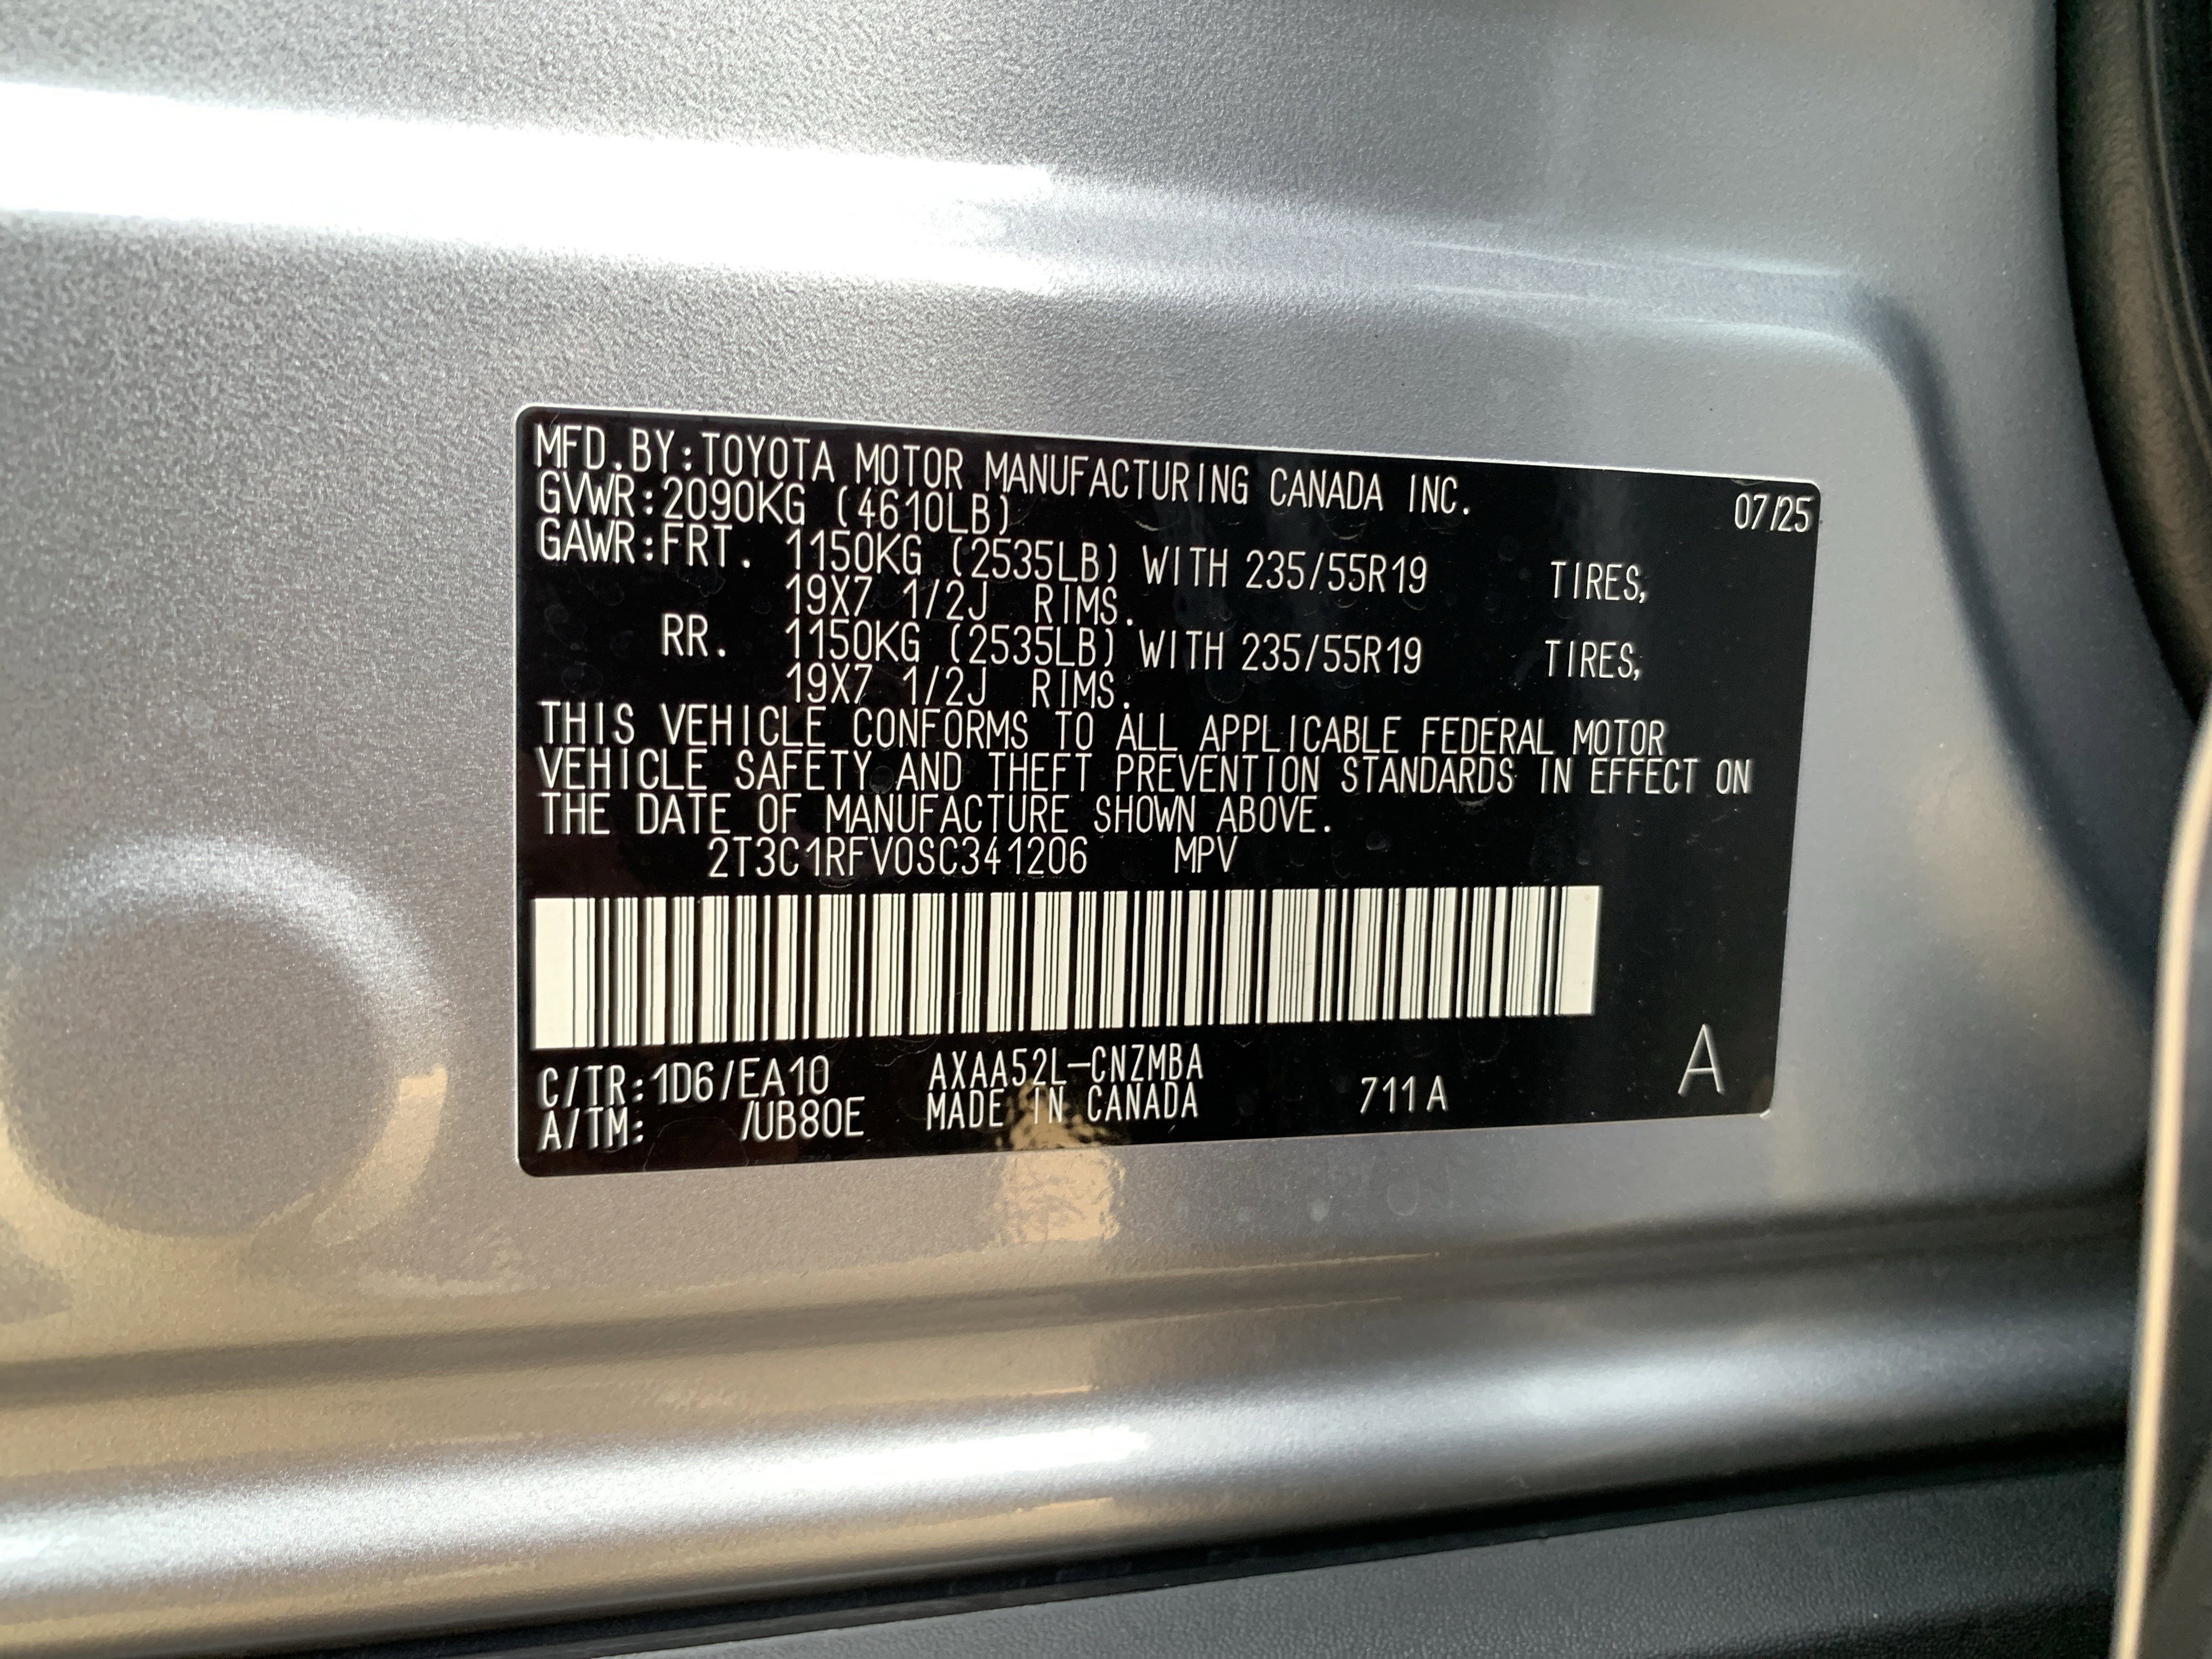 MFD.BY:TOYOTA MOTOR MANUFACTURING CANADA INC.
07/25
GVWR:2090KG (4610LB)
GAWR:FRT. 1150KG (2535LB) WITH 235/55R19 TIRES,
19X7 1/2J RIMS.
RR. 1150KG (2535LB) WITH 235/55R19 TIRES,
19X7 1/2J RIMS.
THIS VEHICLE CONFORMS TO ALL APPLICABLE FEDERAL MOTOR
VEHICLE SAFETY AND THEFT PREVENTION STANDARDS IN EFFECT ON
THE DATE OF MANUFACTURE SHOWN ABOVE.
2T3C1RFV0SC341206 MPV
C/TR:1D6/EA10 AXAA52L-CNZMBA
A/TM: /UB80E MADE IN CANADA 711A
A